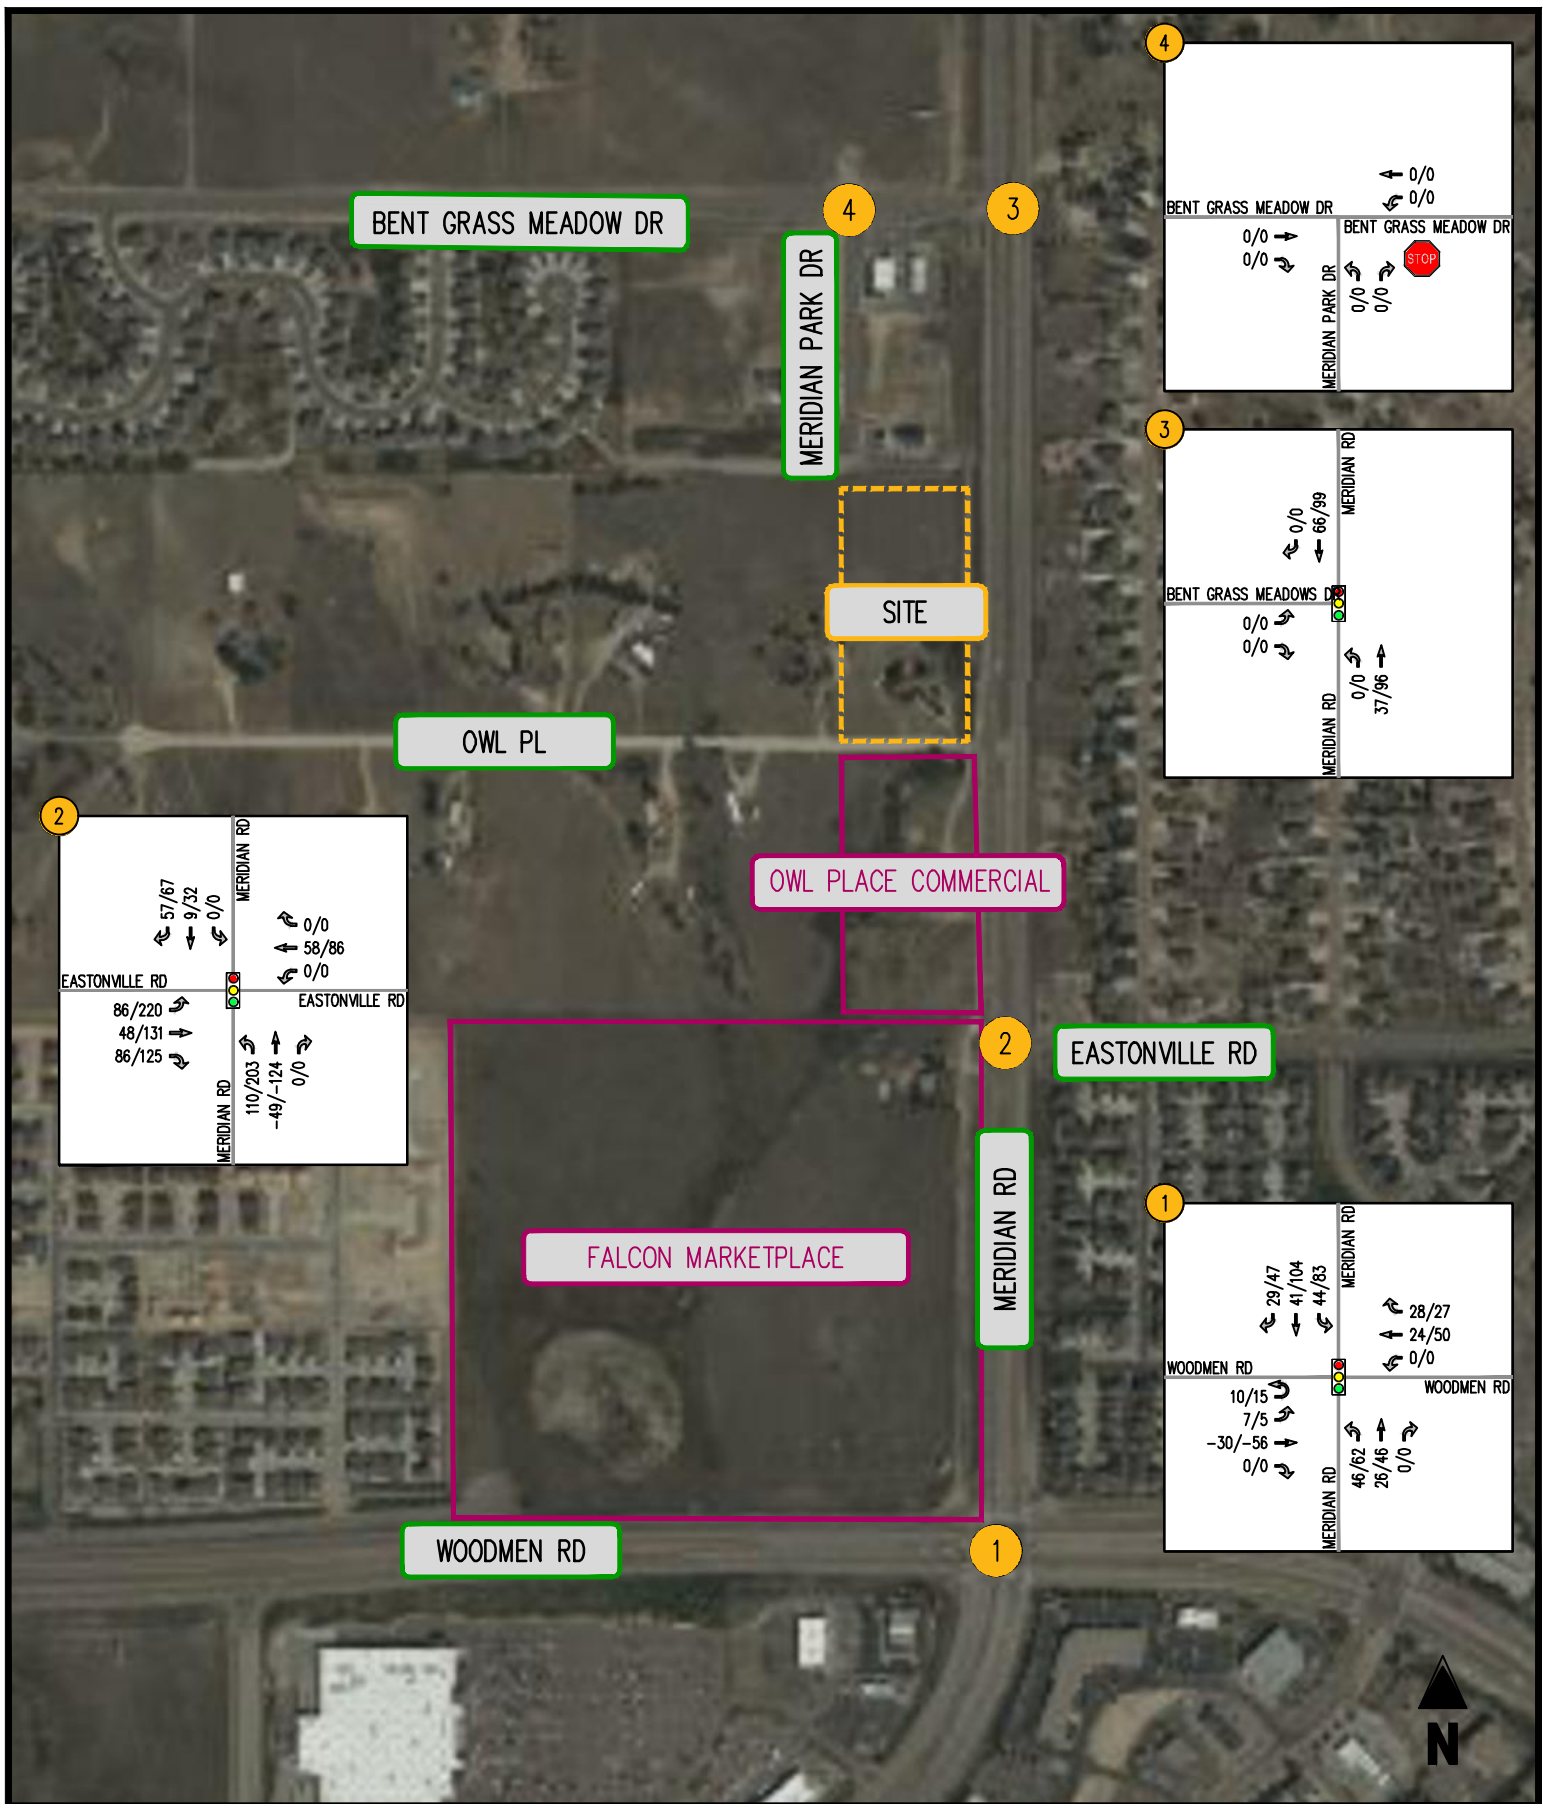 4
0/0
0/0
BENT GRASS MEADOW DR
BENT GRASS MEADOW DR
0/0
0/0
STOP
MERIDIAN PARK DR
0/0
0/0
BENT GRASS MEADOW DR
4
3
MERIDIAN PARK DR
3
MERIDIAN RD
0/0
66/99
BENT GRASS MEADOWS DR
0/0
0/0
0/0
37/96
MERIDIAN RD
SITE
OWL PL
OWL PLACE COMMERCIAL
2
MERIDIAN RD
57/67
9/32
0/0
0/0
58/86
0/0
EASTONVILLE RD
EASTONVILLE RD
86/220
48/131
86/125
110/203
-49/-124
0/0
MERIDIAN RD
2
EASTONVILLE RD
MERIDIAN RD
FALCON MARKETPLACE
1
MERIDIAN RD
29/47
41/104
44/83
28/27
24/50
0/0
WOODMEN RD
WOODMEN RD
10/15
7/5
-30/-56
0/0
46/62
26/46
0/0
MERIDIAN RD
WOODMEN RD
1
N